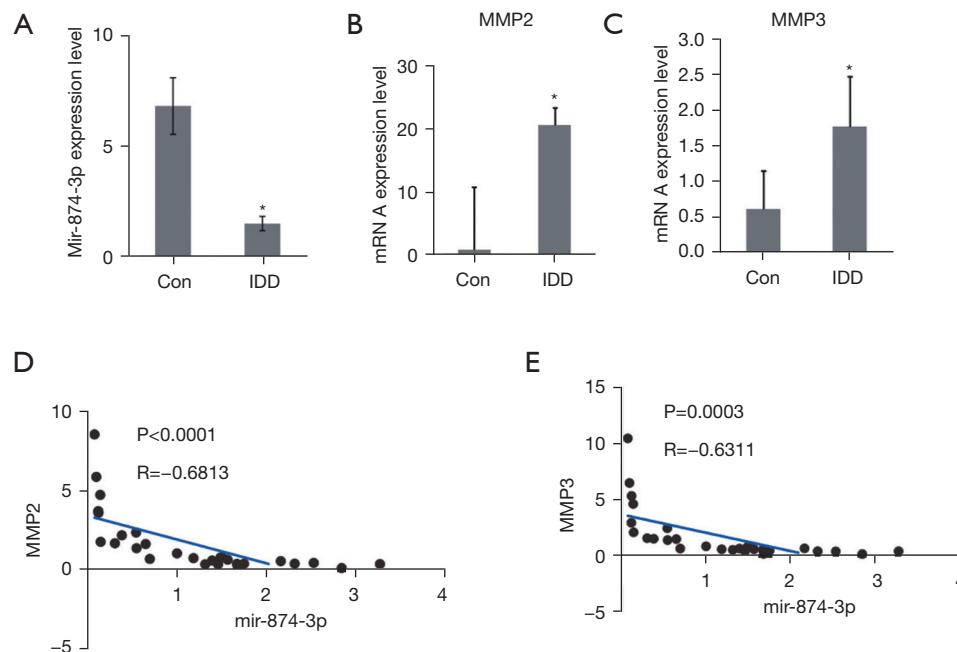 A
Mir-874-3p expression level
10
5
0
*
Con
IDD
B
MMP2
mRN A expression level
30
20
10
0
*
Con
IDD
C
MMP3
mRN A expression level
3.0
2.5
2.0
1.5
1.0
0.5
0.0
*
Con
IDD
D
MMP2
10
5
0
−5
P<0.0001
R=−0.6813
1
2
3
4
mir-874-3p
E
MMP3
15
10
5
0
−5
P=0.0003
R=−0.6311
1
2
3
4
mir-874-3p